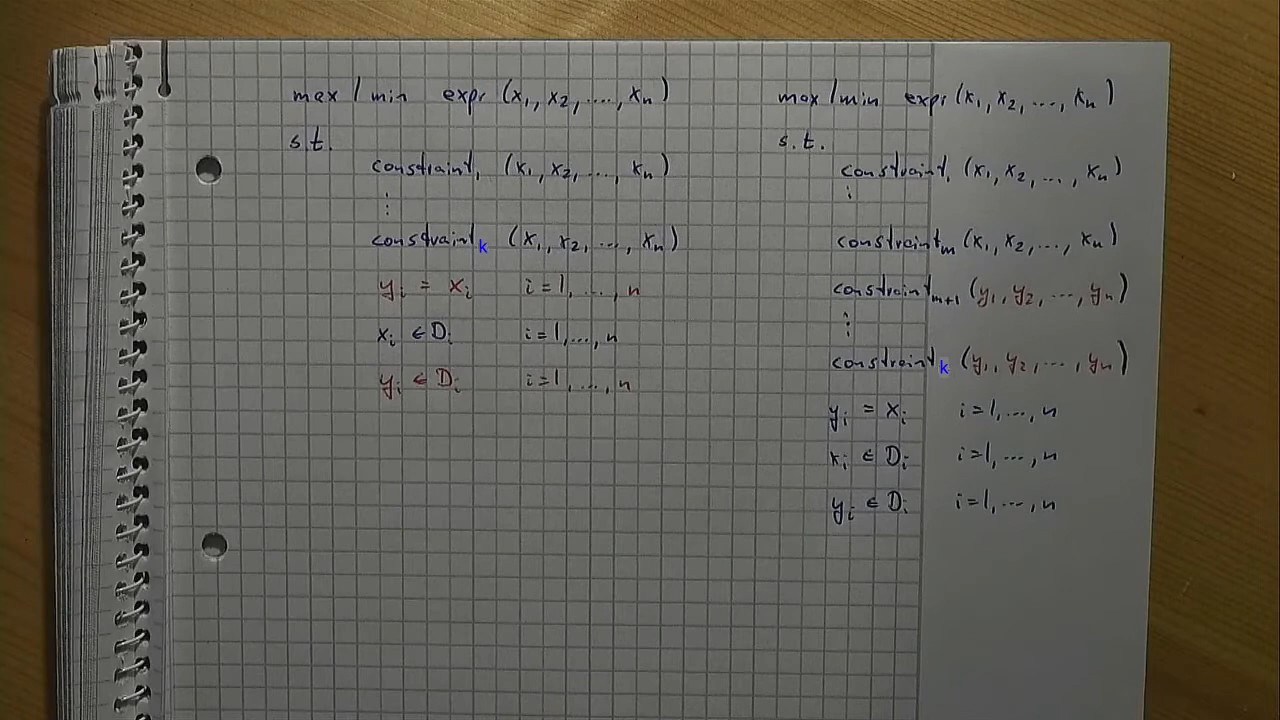 max / min expr (x₁, x₂, ...., xₙ)
s.t.
constraint₁ (x₁, x₂, ..., xₙ)
⋮
constraintₖ (x₁, x₂, ..., xₙ)
yᵢ = xᵢ i = 1, ..., n
xᵢ ∈ Dᵢ i = 1, ..., n
yᵢ ∈ Dᵢ i = 1, ..., n
max / min expr (x₁, x₂, ..., xₙ)
s.t.
constraint₁ (x₁, x₂, ..., xₙ)
⋮
constraintₘ (x₁, x₂, ..., xₙ)
constraintₘ₊₁ (y₁, y₂, ..., yₙ)
⋮
constraintₖ (y₁, y₂, ..., yₙ)
yᵢ = xᵢ i = 1, ..., n
xᵢ ∈ Dᵢ i = 1, ..., n
yᵢ ∈ Dᵢ i = 1, ..., n